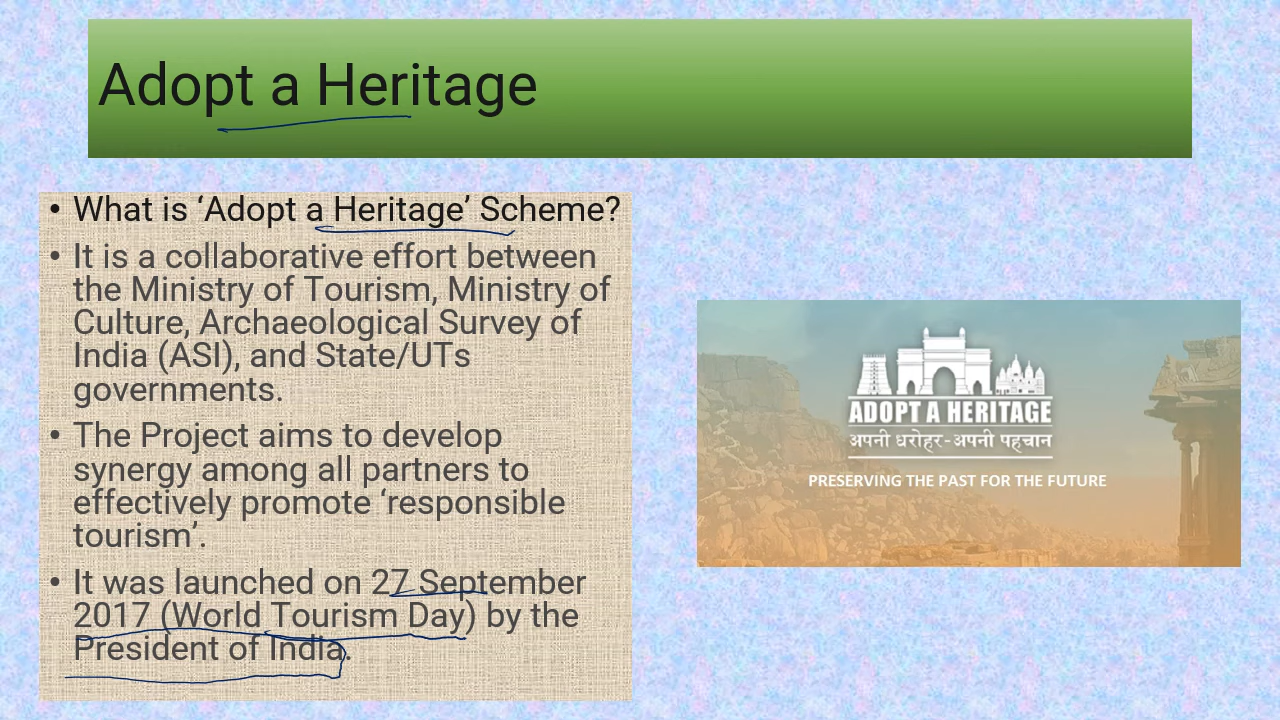 Adopt a Heritage
• What is ‘Adopt a Heritage’ Scheme?
• It is a collaborative effort between
the Ministry of Tourism, Ministry of
Culture, Archaeological Survey of
India (ASI), and State/UTs
governments.
• The Project aims to develop
synergy among all partners to
effectively promote ‘responsible
tourism’.
• It was launched on 27 September
2017 (World Tourism Day) by the
President of India.
ADOPT A HERITAGE
अपनी धरोहर-अपनी पहचान
PRESERVING THE PAST FOR THE FUTURE